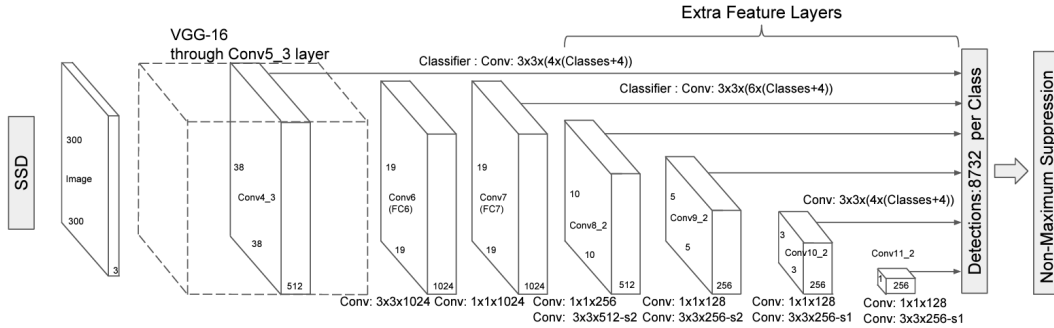 Extra Feature Layers
VGG-16
through Conv5_3 layer
Classifier : Conv: 3x3x(4x(Classes+4))
Classifier : Conv: 3x3x(6x(Classes+4))
SSD
300
Image
300
3
38
Conv4_3
38
512
19
Conv6
(FC6)
19
1024
19
Conv7
(FC7)
19
1024
10
Conv8_2
10
512
5
Conv9_2
5
256
Conv: 3x3x(4x(Classes+4))
3
Conv10_2
3
256
Conv11_2
1
256
Detections:8732 per Class
Non-Maximum Suppression
Conv: 3x3x1024
Conv: 1x1x1024
Conv: 1x1x256
Conv: 3x3x512-s2
Conv: 1x1x128
Conv: 3x3x256-s2
Conv: 1x1x128
Conv: 3x3x256-s1
Conv: 1x1x128
Conv: 3x3x256-s1